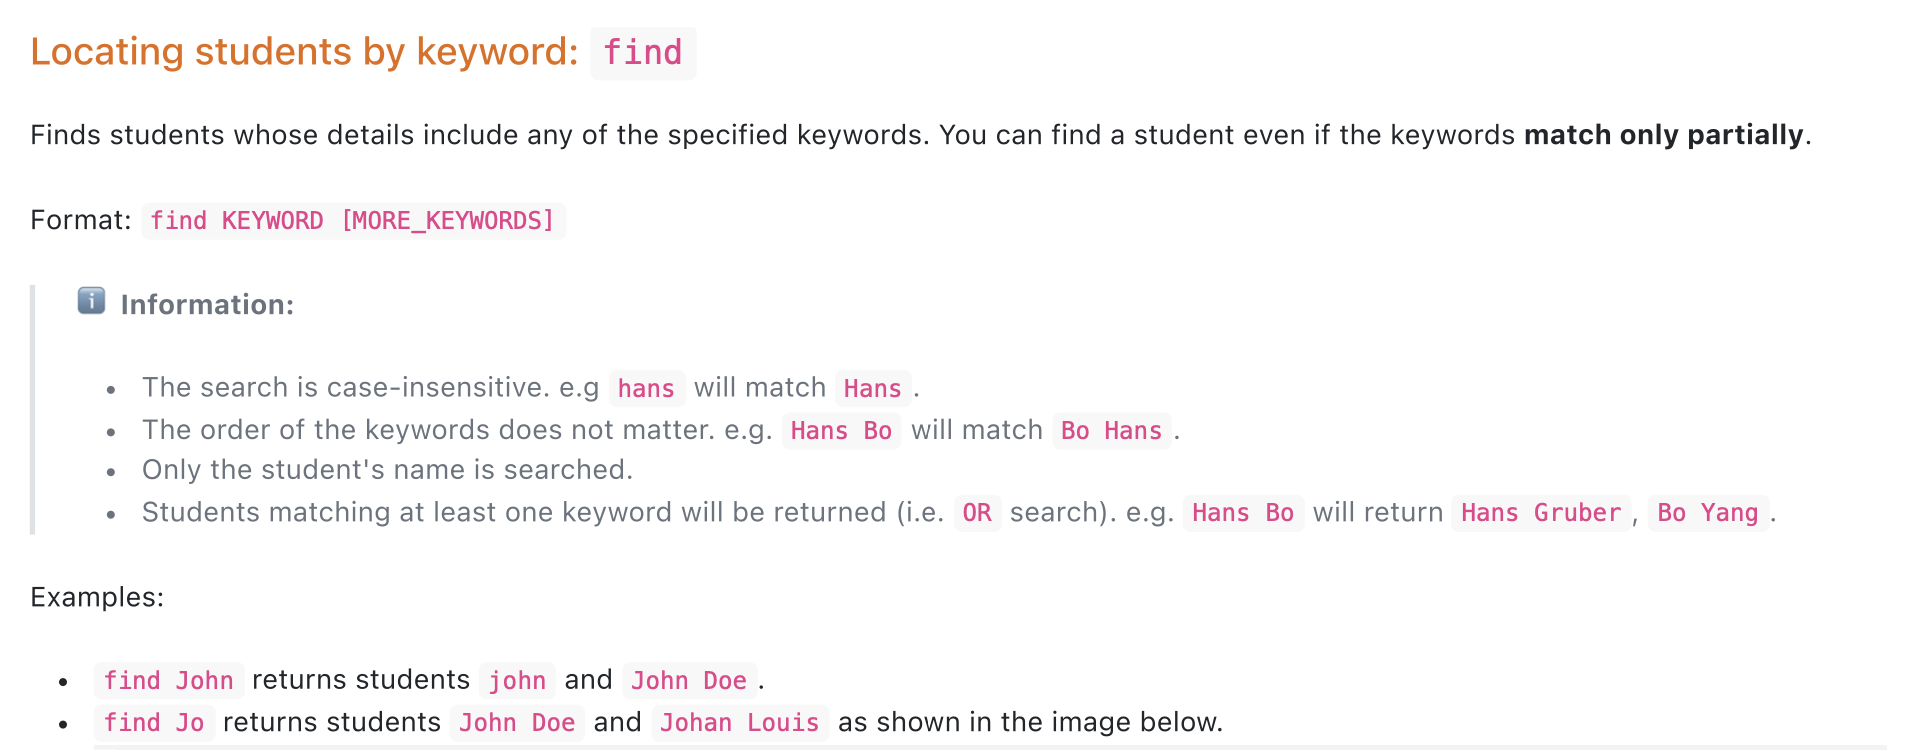 Locating students by keyword: find
Finds students whose details include any of the specified keywords. You can find a student even if the keywords match only partially.
Format: find KEYWORD [MORE_KEYWORDS]
Information:
The search is case-insensitive. e.g hans will match Hans.
The order of the keywords does not matter. e.g. Hans Bo will match Bo Hans.
Only the student's name is searched.
Students matching at least one keyword will be returned (i.e. OR search). e.g. Hans Bo will return Hans Gruber, Bo Yang.
Examples:
find John returns students john and John Doe.
find Jo returns students John Doe and Johan Louis as shown in the image below.